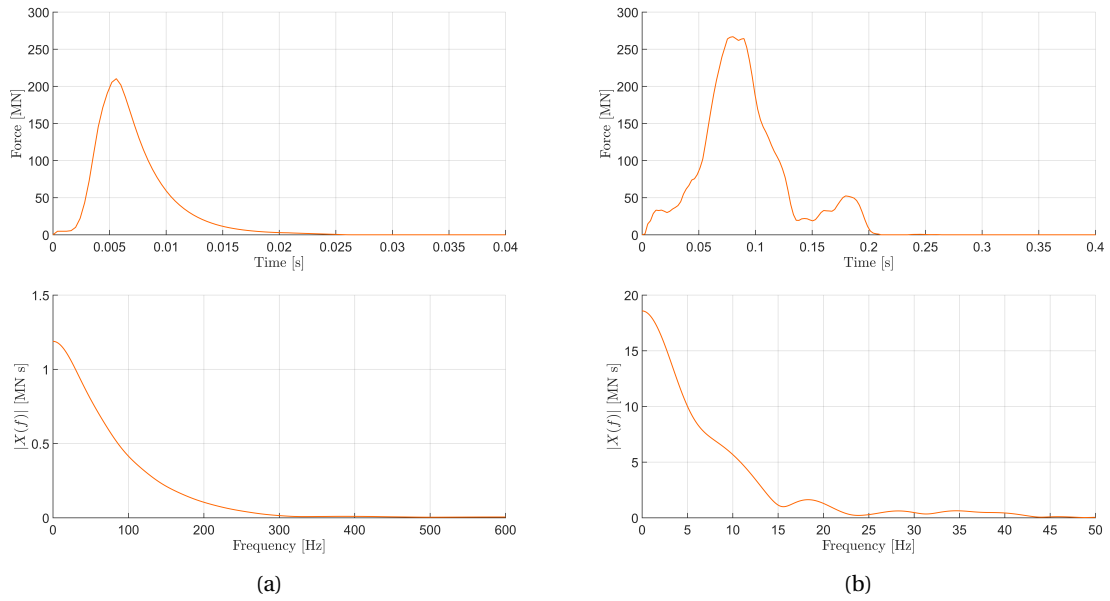 300
250
200
150
100
50
0
Force [MN]
0 0.005 0.01 0.015 0.02 0.025 0.03 0.035 0.04
Time [s]
300
250
200
150
100
50
0
Force [MN]
0 0.05 0.1 0.15 0.2 0.25 0.3 0.35 0.4
Time [s]
1.5
1
0.5
0
|X(f)| [MN s]
0 100 200 300 400 500 600
Frequency [Hz]
20
15
10
5
0
|X(f)| [MN s]
0 5 10 15 20 25 30 35 40 45 50
Frequency [Hz]
(a)
(b)